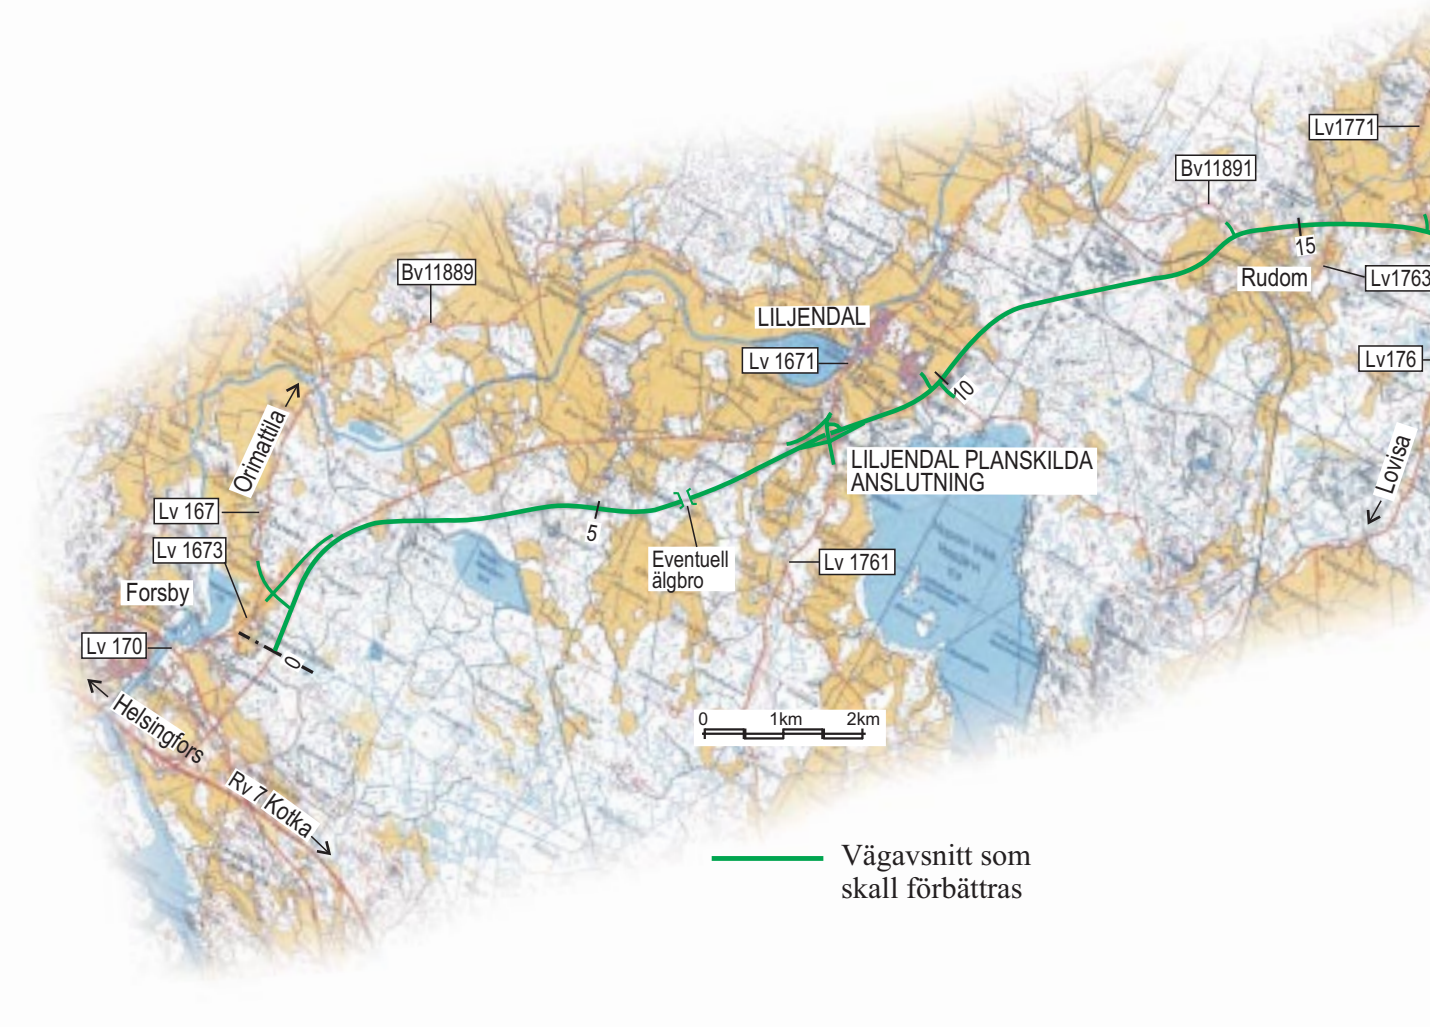 Lv1771
Bv11891
15
Rudom
Lv1763
Bv11889
LILJENDAL
Lv 1671
Lv176
10
Orimattila
LILJENDAL PLANSKILDA
ANSLUTNING
Lovisa
Lv 167
5
Lv 1673
Eventuell
älgbro
Lv 1761
Forsby
Lv 170
0
Helsingfors
0 1km 2km
Rv 7 Kotka
Vägavsnitt som
skall förbättras